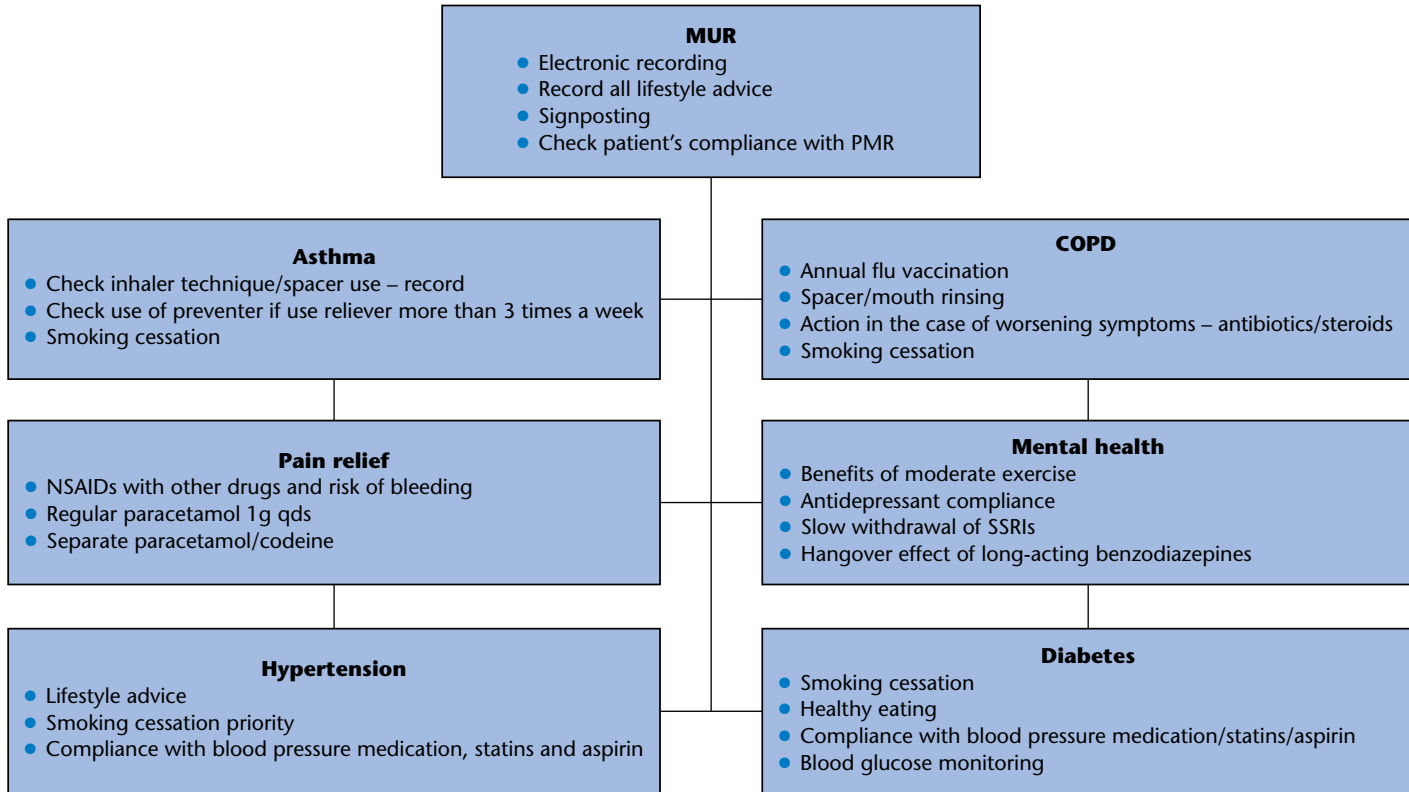 MUR
• Electronic recording
• Record all lifestyle advice
• Signposting
• Check patient’s compliance with PMR
Asthma
• Check inhaler technique/spacer use – record
• Check use of preventer if use reliever more than 3 times a week
• Smoking cessation
COPD
• Annual flu vaccination
• Spacer/mouth rinsing
• Action in the case of worsening symptoms – antibiotics/steroids
• Smoking cessation
Pain relief
• NSAIDs with other drugs and risk of bleeding
• Regular paracetamol 1g qds
• Separate paracetamol/codeine
Mental health
• Benefits of moderate exercise
• Antidepressant compliance
• Slow withdrawal of SSRIs
• Hangover effect of long-acting benzodiazepines
Hypertension
• Lifestyle advice
• Smoking cessation priority
• Compliance with blood pressure medication, statins and aspirin
Diabetes
• Smoking cessation
• Healthy eating
• Compliance with blood pressure medication/statins/aspirin
• Blood glucose monitoring